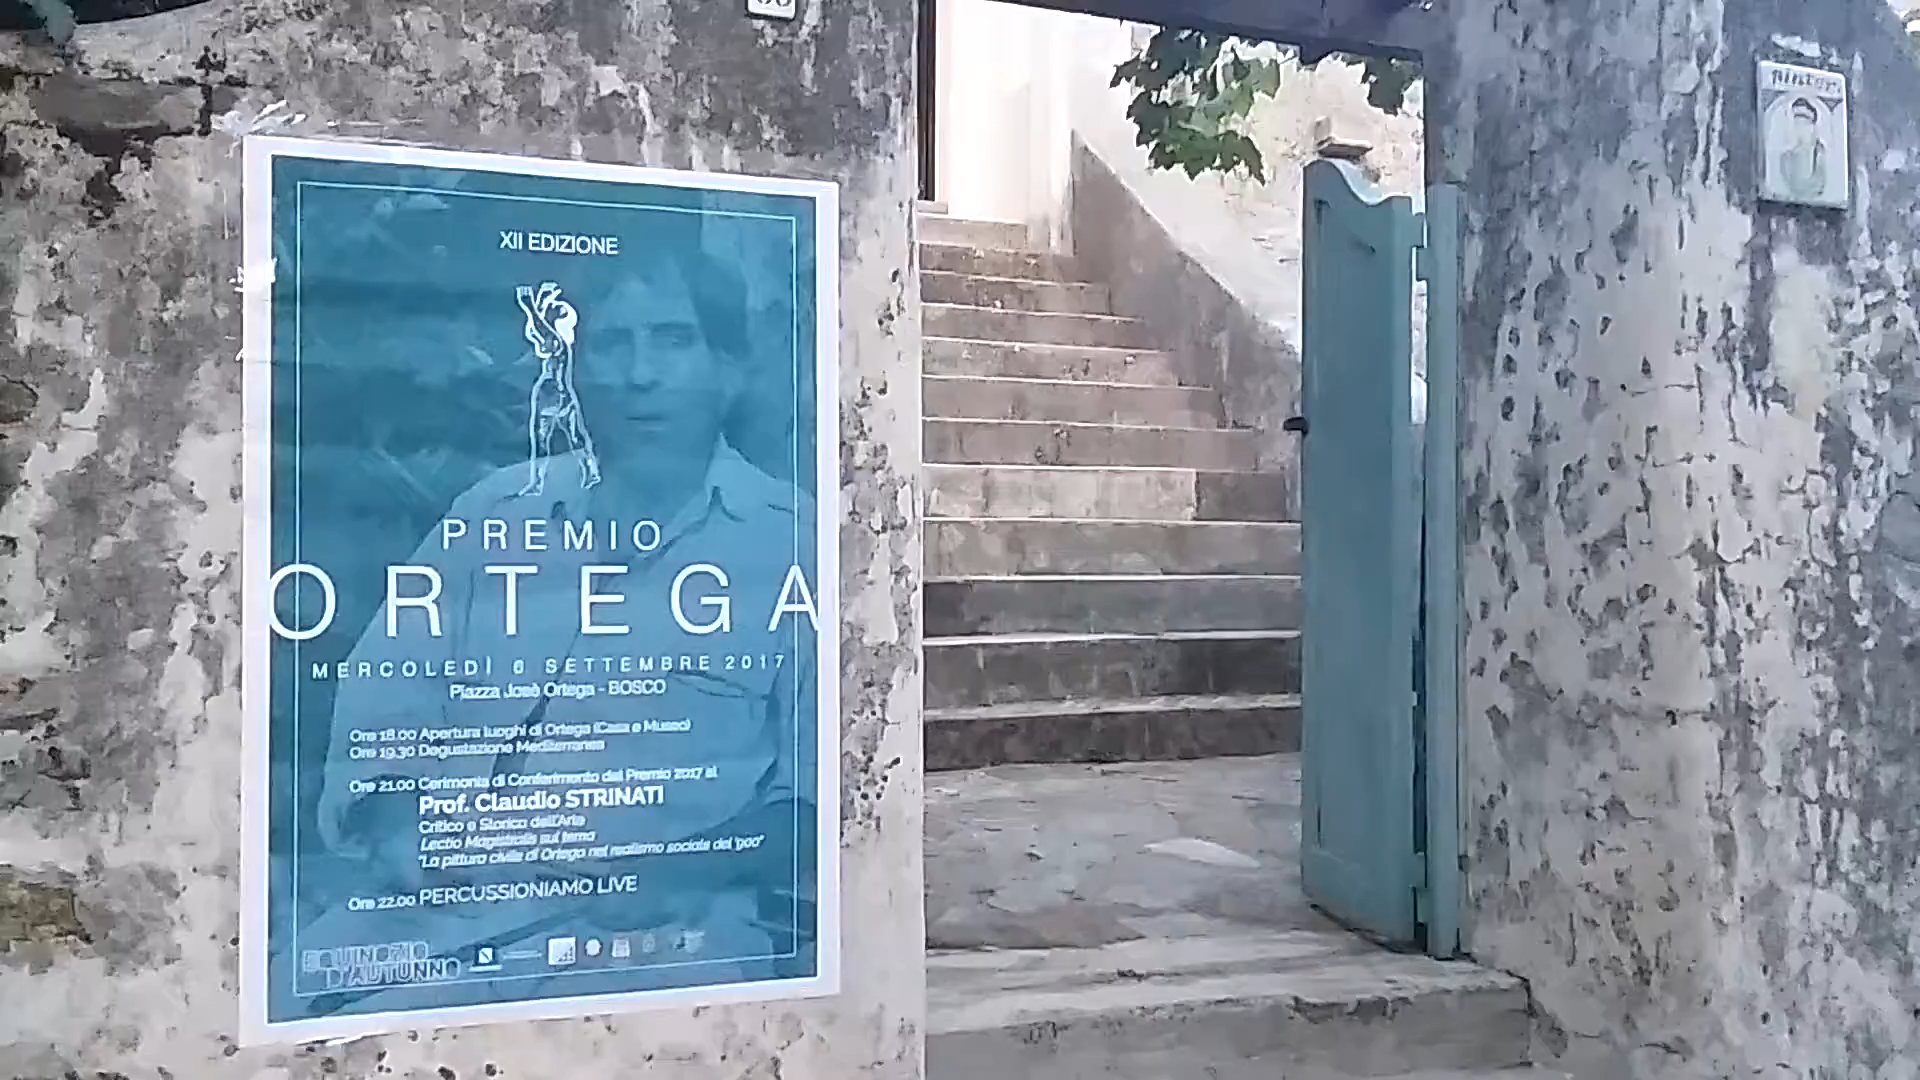 XII EDIZIONE
PREMIO
ORTEGA
MERCOLEDÌ 6 SETTEMBRE 2017
Piazza Josè Ortega - BOSCO
Ore 18.00 Apertura luoghi di Ortega (Casa e Museo)
Ore 19.30 Degustazione Mediterranea
Ore 21.00 Cerimonia di Conferimento del Premio 2017 al
Prof. Claudio STRINATI
Critico e Storico dell'Arte
Lectio Magistralis sul tema
"La pittura civile di Ortega nel realismo sociale del '900"
Ore 22.00 PERCUSSIONIAMO LIVE
EQUINOZIO
D'AUTUNNO